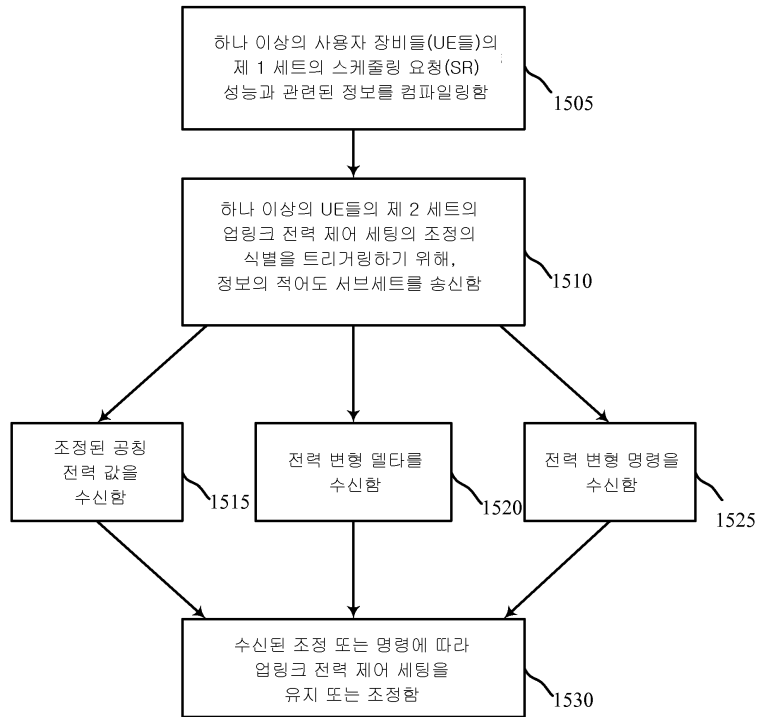 하나 이상의 사용자 장비들(UE들)의
제 1 세트의 스케줄링 요청(SR)
성능과 관련된 정보를 컴파일링함
1505
하나 이상의 UE들의 제 2 세트의
업링크 전력 제어 세팅의 조정의
식별을 트리거링하기 위해,
정보의 적어도 서브세트를 송신함
1510
조정된 공칭
전력 값을
수신함
1515
전력 변형 델타를
수신함
1520
전력 변형 명령을
수신함
1525
수신된 조정 또는 명령에 따라
업링크 전력 제어 세팅을
유지 또는 조정함
1530